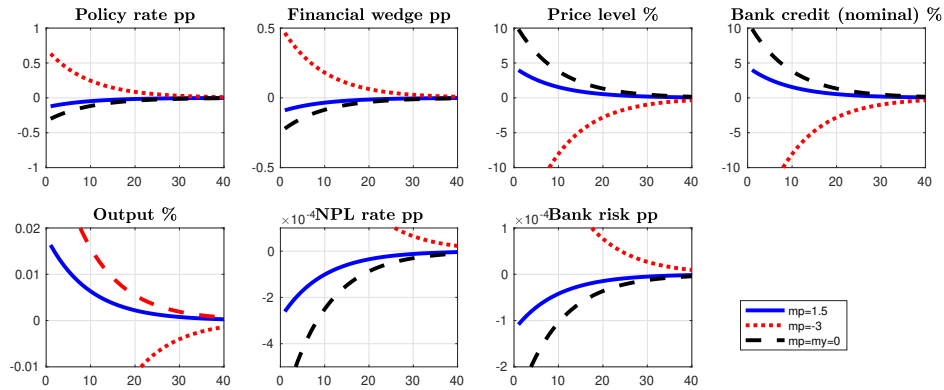 Policy rate pp
1
0.5
0
-0.5
-1
0 10 20 30 40
Financial wedge pp
0.5
0
-0.5
0 10 20 30 40
Price level %
10
5
0
-5
-10
0 10 20 30 40
Bank credit (nominal) %
10
5
0
-5
-10
0 10 20 30 40
Output %
0.02
0.01
0
-0.01
0 10 20 30 40
×10⁻⁴ NPL rate pp
0
-2
-4
0 10 20 30 40
×10⁻⁴ Bank risk pp
1
0
-1
-2
0 10 20 30 40
mp=1.5
mp=-3
mp=my=0